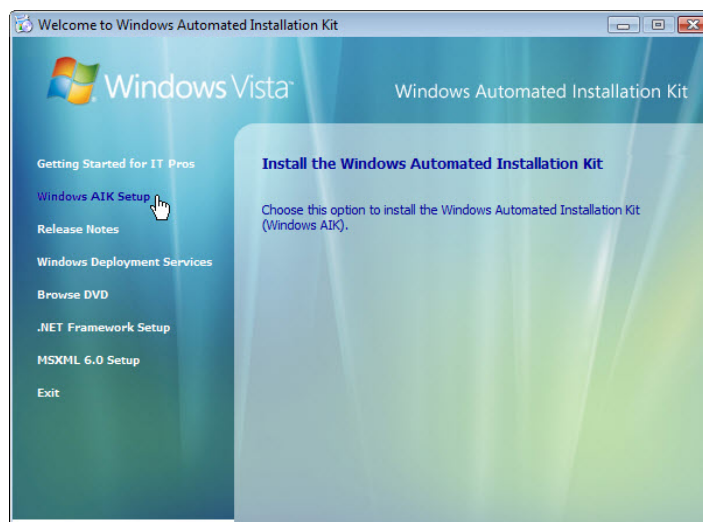 Welcome to Windows Automated Installation Kit
Windows Vista™
Windows Automated Installation Kit
Getting Started for IT Pros
Windows AIK Setup
Release Notes
Windows Deployment Services
Browse DVD
.NET Framework Setup
MSXML 6.0 Setup
Exit
Install the Windows Automated Installation Kit
Choose this option to install the Windows Automated Installation Kit
(Windows AIK).